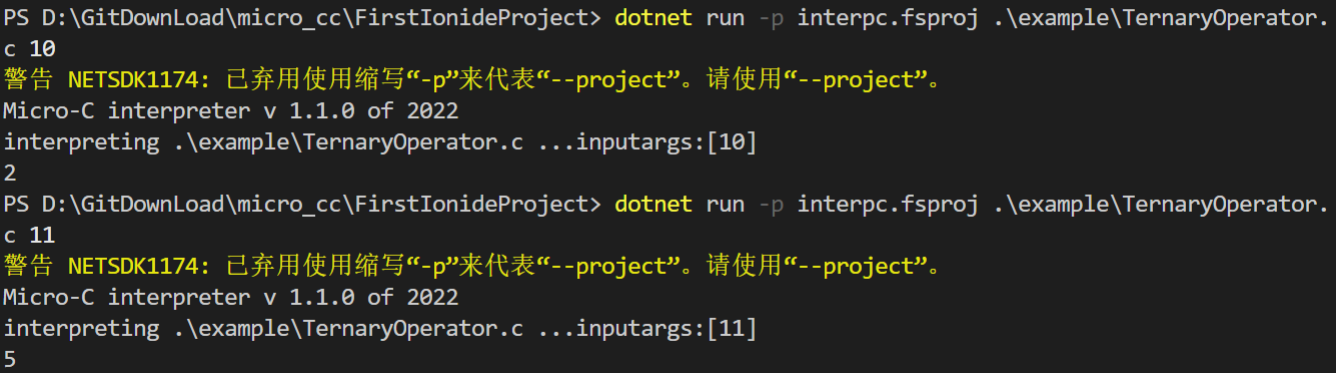 PS D:\GitDownLoad\micro_cc\FirstIonideProject> dotnet run -p interpc.fsproj .\example\TernaryOperator.
c 10
警告 NETSDK1174: 已弃用使用缩写“-p”来代表“--project”。请使用“--project”。
Micro-C interpreter v 1.1.0 of 2022
interpreting .\example\TernaryOperator.c ...inputargs:[10]
2
PS D:\GitDownLoad\micro_cc\FirstIonideProject> dotnet run -p interpc.fsproj .\example\TernaryOperator.
c 11
警告 NETSDK1174: 已弃用使用缩写“-p”来代表“--project”。请使用“--project”。
Micro-C interpreter v 1.1.0 of 2022
interpreting .\example\TernaryOperator.c ...inputargs:[11]
5